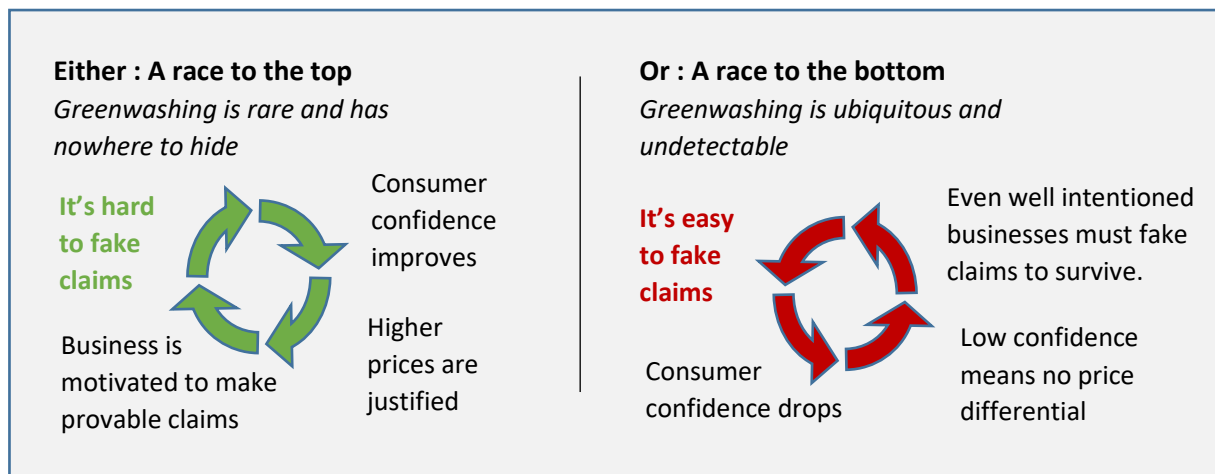 Either : A race to the top
Greenwashing is rare and has
nowhere to hide
It’s hard
to fake
claims
Consumer
confidence
improves
Higher
prices are
justified
Business is
motivated to make
provable claims
Or : A race to the bottom
Greenwashing is ubiquitous and
undetectable
It’s easy
to fake
claims
Consumer
confidence drops
Low confidence
means no price
differential
Even well intentioned
businesses must fake
claims to survive.